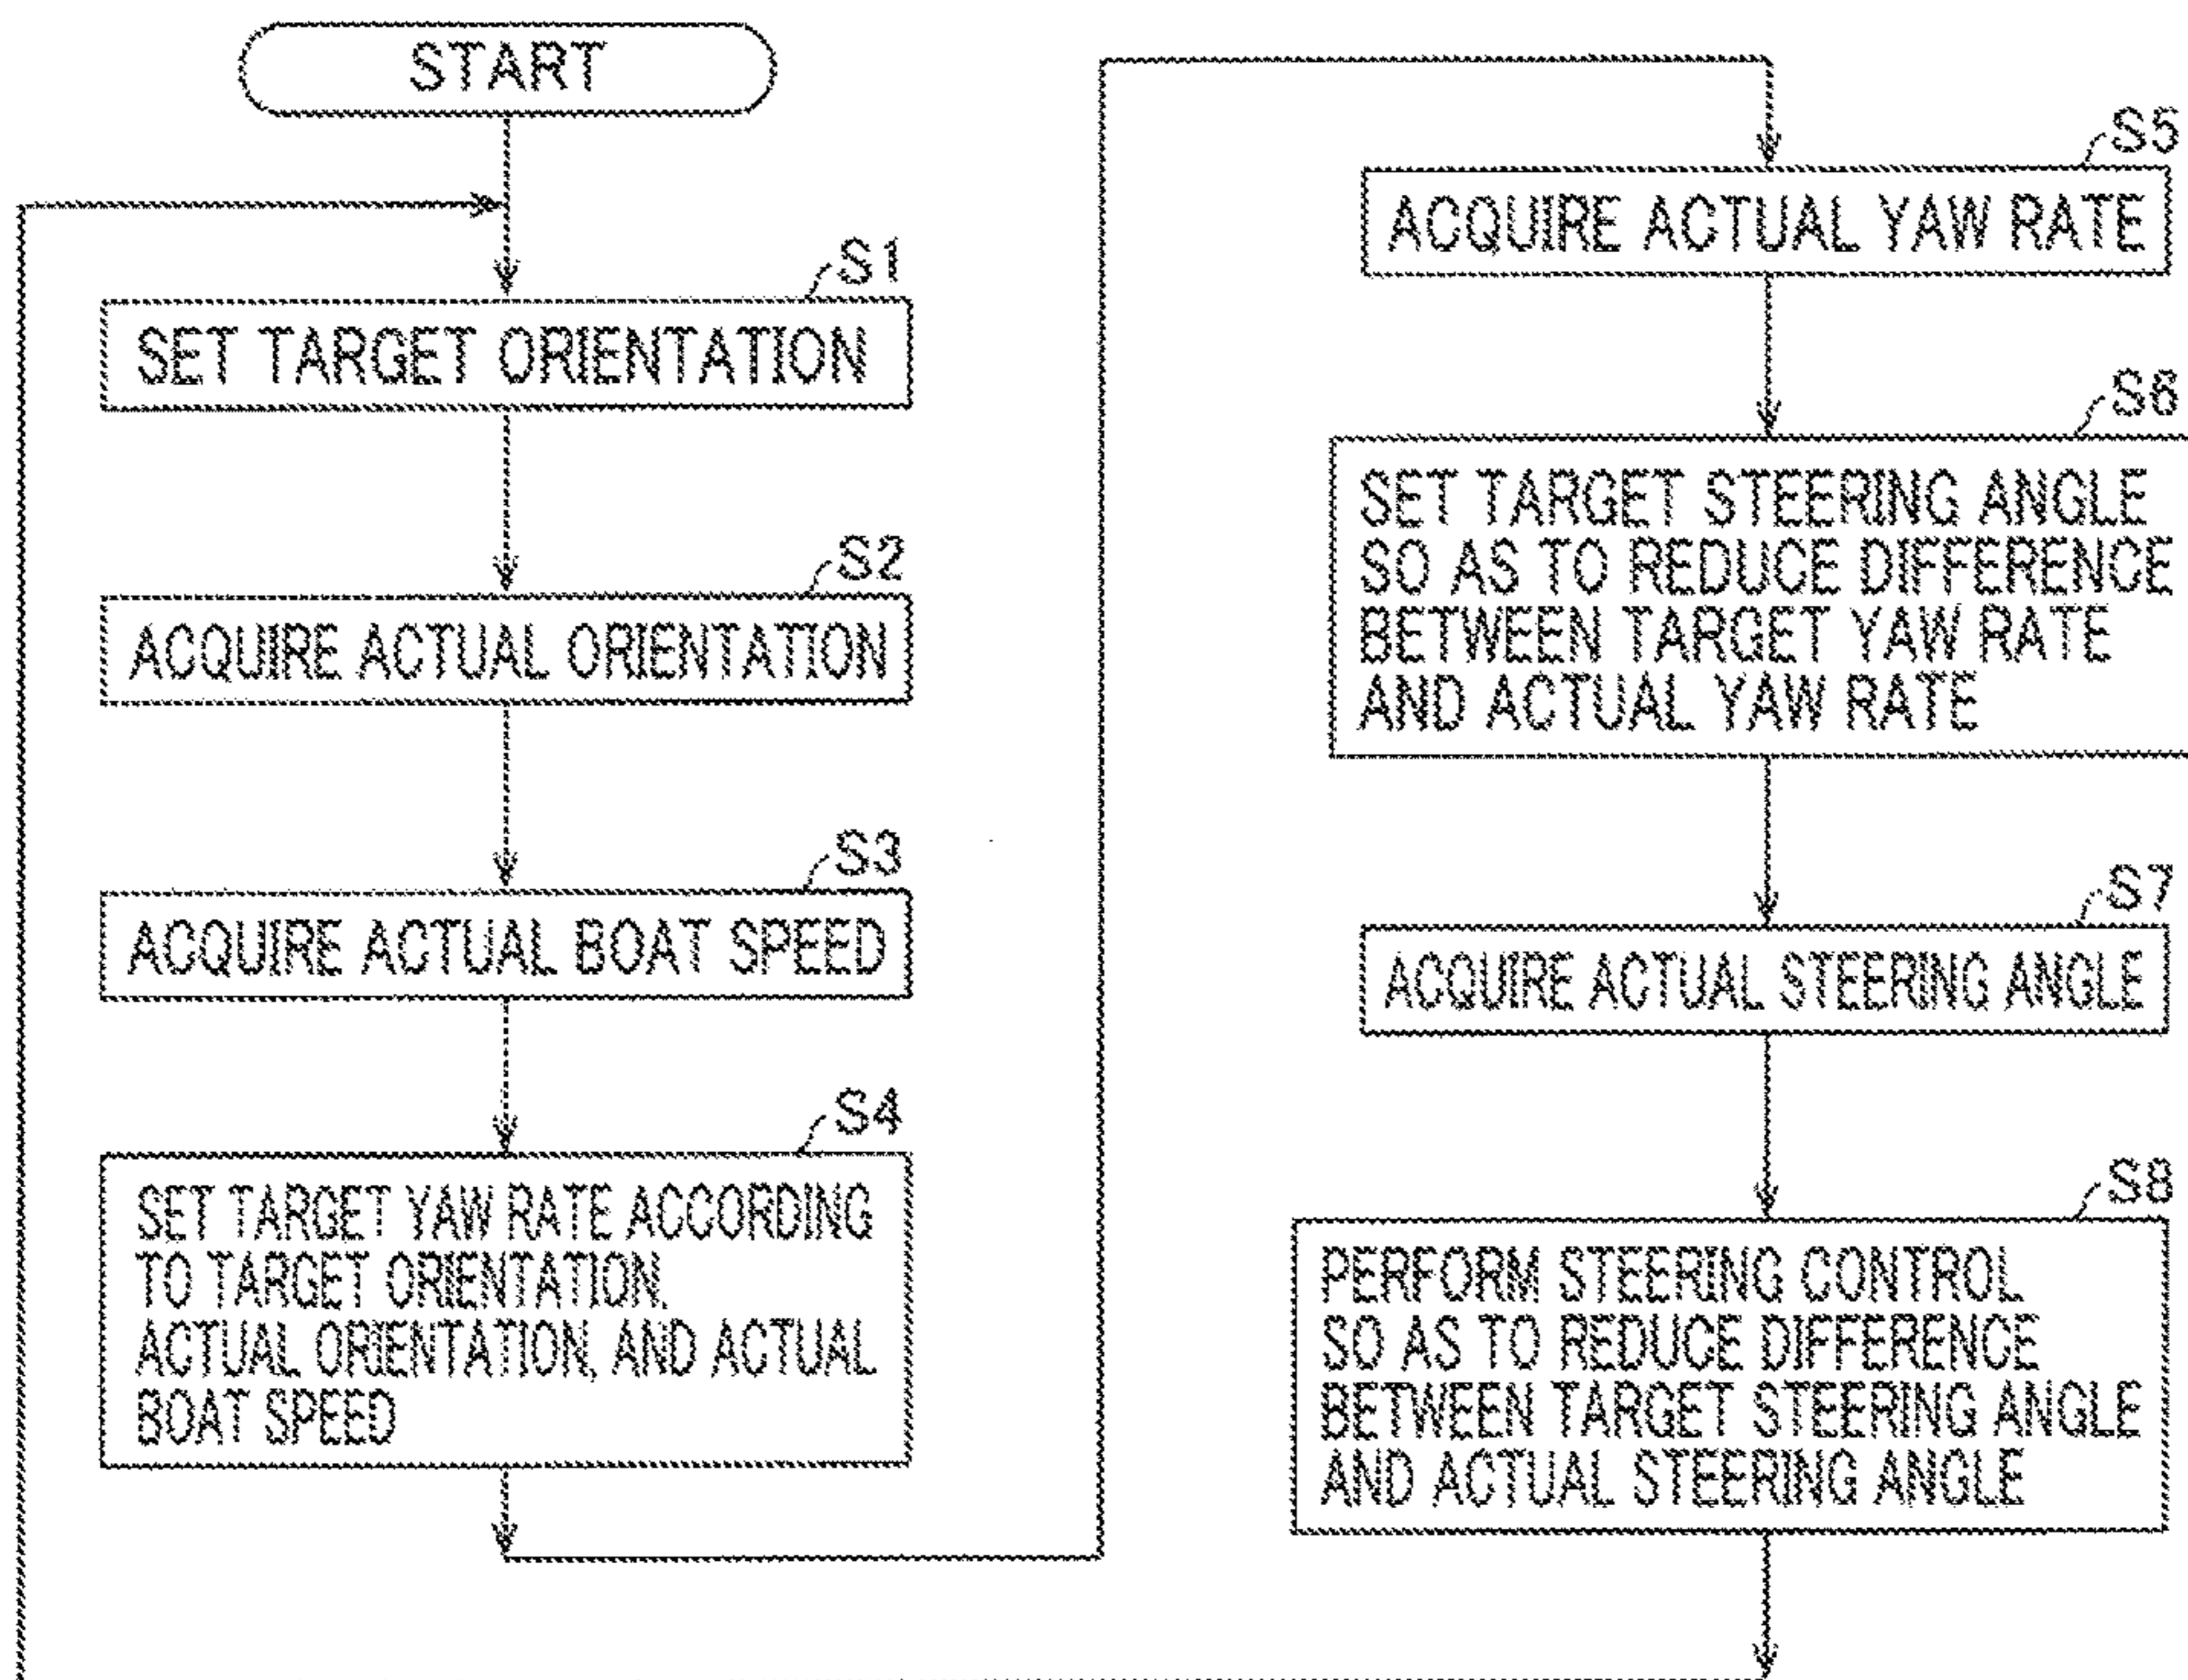 START
S1
SET TARGET ORIENTATION
S2
ACQUIRE ACTUAL ORIENTATION
S3
ACQUIRE ACTUAL BOAT SPEED
S4
SET TARGET YAW RATE ACCORDING
TO TARGET ORIENTATION,
ACTUAL ORIENTATION, AND ACTUAL
BOAT SPEED
S5
ACQUIRE ACTUAL YAW RATE
S6
SET TARGET STEERING ANGLE
SO AS TO REDUCE DIFFERENCE
BETWEEN TARGET YAW RATE
AND ACTUAL YAW RATE
S7
ACQUIRE ACTUAL STEERING ANGLE
S8
PERFORM STEERING CONTROL
SO AS TO REDUCE DIFFERENCE
BETWEEN TARGET STEERING ANGLE
AND ACTUAL STEERING ANGLE